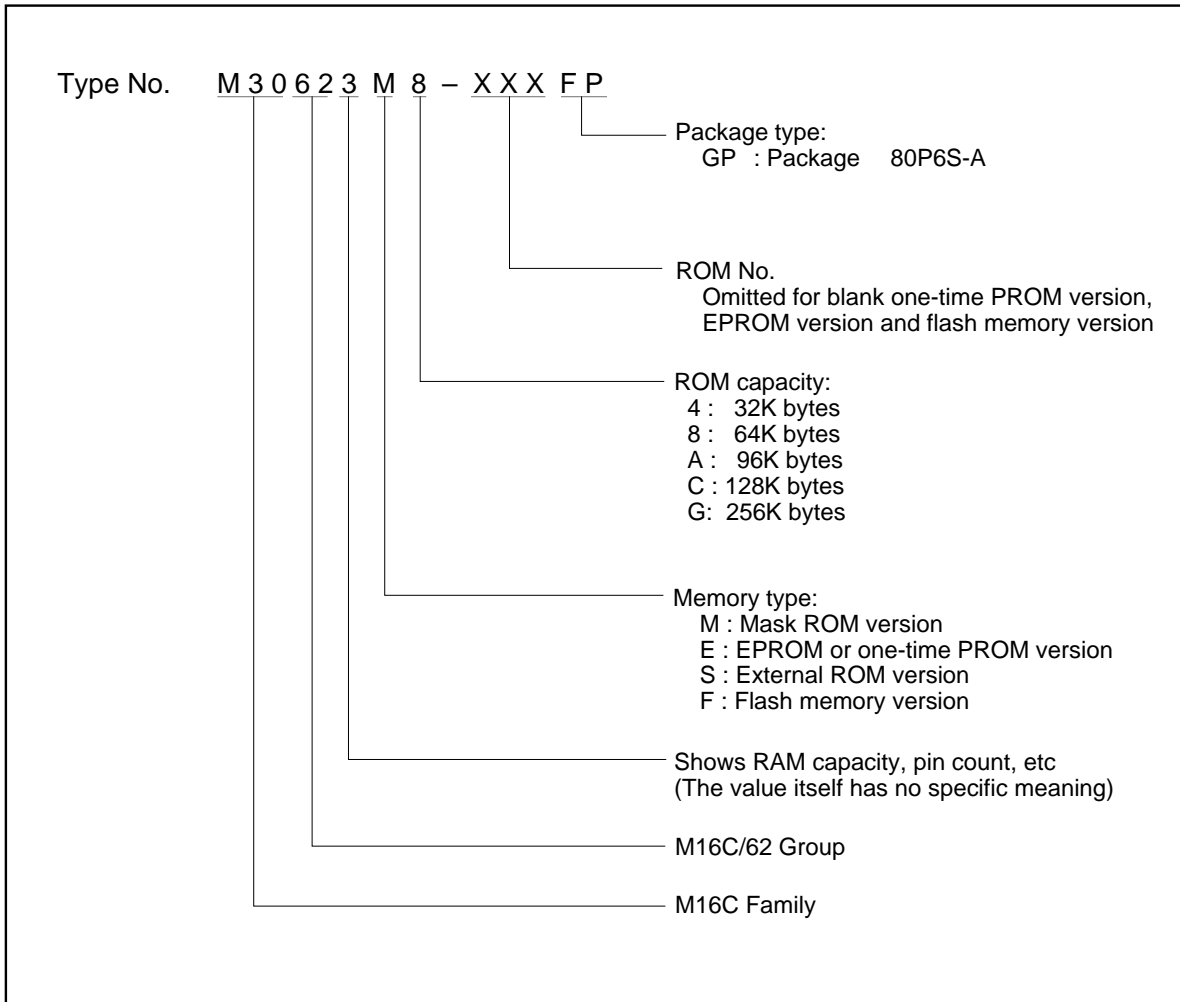 Type No. M 3 0 6 2 3 M 8 – X X X F P
Package type:
GP : Package 80P6S-A
ROM No.
Omitted for blank one-time PROM version,
EPROM version and flash memory version
ROM capacity:
4 : 32K bytes
8 : 64K bytes
A : 96K bytes
C : 128K bytes
G: 256K bytes
Memory type:
M : Mask ROM version
E : EPROM or one-time PROM version
S : External ROM version
F : Flash memory version
Shows RAM capacity, pin count, etc
(The value itself has no specific meaning)
M16C/62 Group
M16C Family